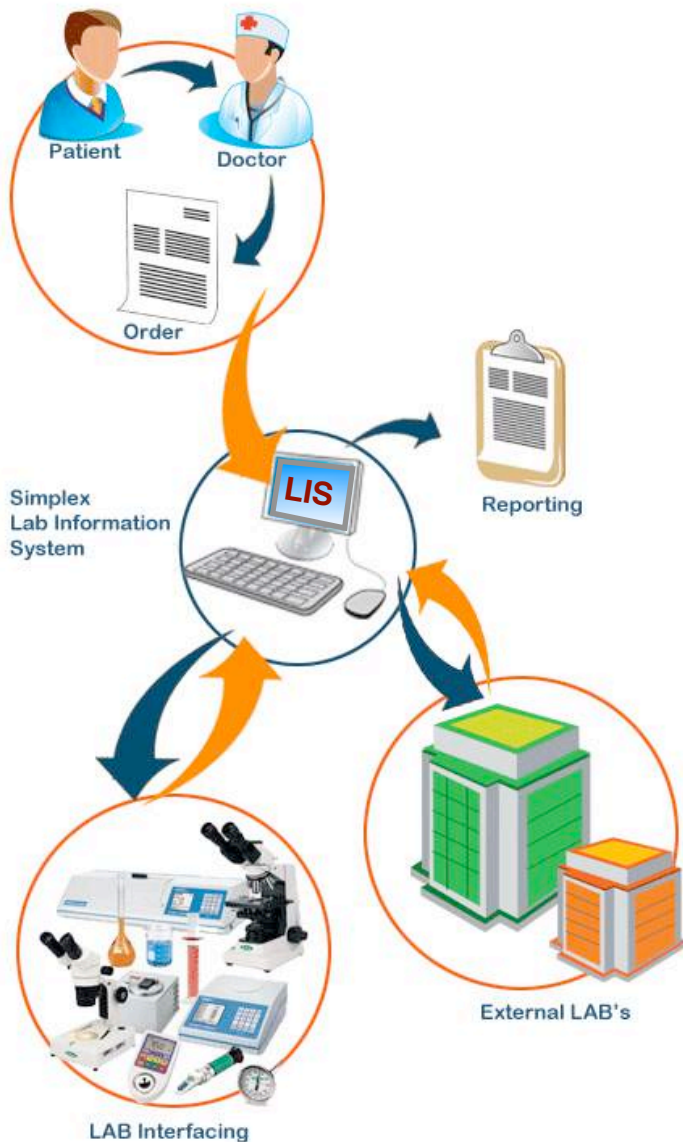 Patient
Doctor
Order
Reporting
Simplex
Lab Information
System
LIS
External LAB's
LAB Interfacing